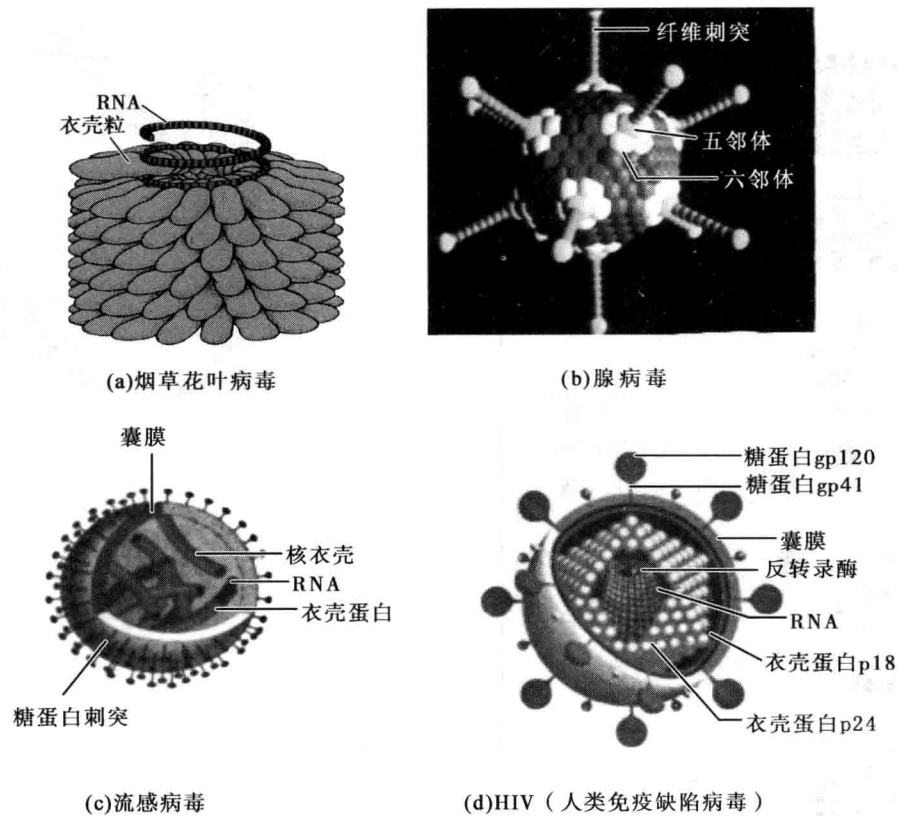 RNA
衣壳粒
(a)烟草花叶病毒
纤维刺突
五邻体
六邻体
(b)腺病毒
囊膜
核衣壳
RNA
衣壳蛋白
糖蛋白刺突
(c)流感病毒
糖蛋白gp120
糖蛋白gp41
囊膜
反转录酶
RNA
衣壳蛋白p18
衣壳蛋白p24
(d)HIV（人类免疫缺陷病毒）